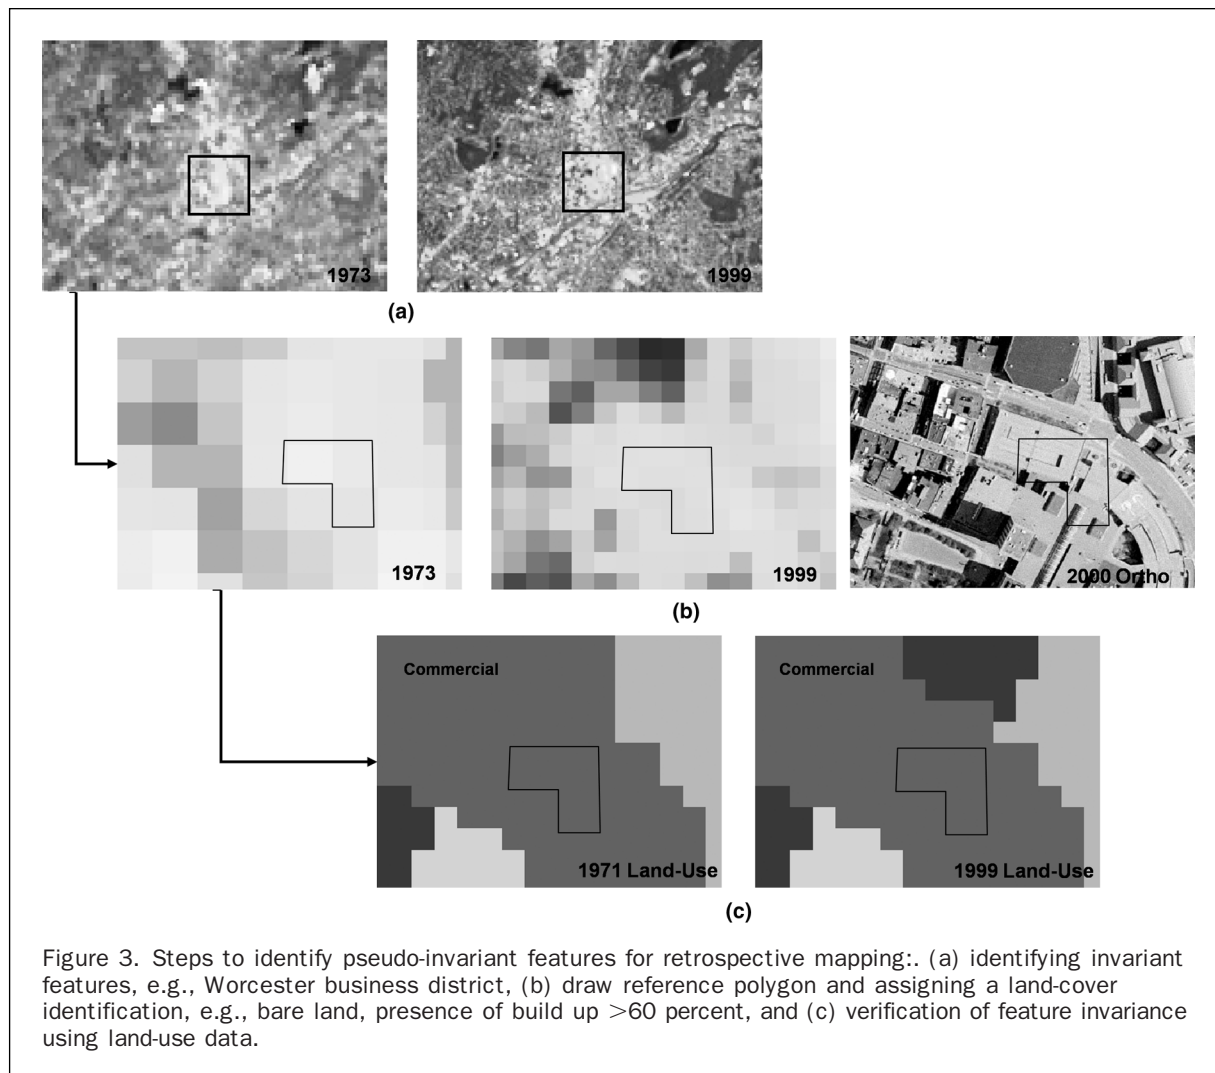 1973
1999
(a)
1973
1999
2000 Ortho
(b)
Commercial
Commercial
1971 Land-Use
1999 Land-Use
(c)
Figure 3. Steps to identify pseudo-invariant features for retrospective mapping:. (a) identifying invariant
features, e.g., Worcester business district, (b) draw reference polygon and assigning a land-cover
identification, e.g., bare land, presence of build up >60 percent, and (c) verification of feature invariance
using land-use data.